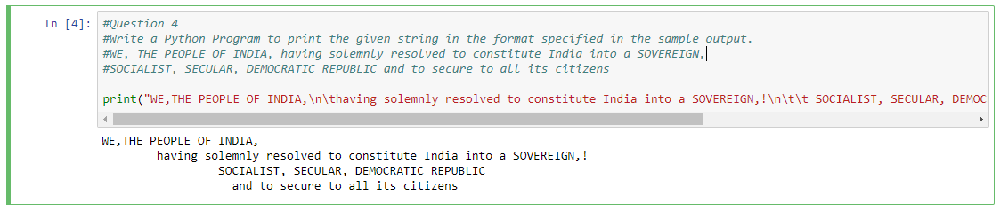 In [4]: #Question 4
#Write a Python Program to print the given string in the format specified in the sample output.
#WE, THE PEOPLE OF INDIA, having solemnly resolved to constitute India into a SOVEREIGN,
#SOCIALIST, SECULAR, DEMOCRATIC REPUBLIC and to secure to all its citizens
print("WE,THE PEOPLE OF INDIA,\n\thaving solemnly resolved to constitute India into a SOVEREIGN,!\n\t\t SOCIALIST, SECULAR, DEMOC
WE,THE PEOPLE OF INDIA,
having solemnly resolved to constitute India into a SOVEREIGN,!
SOCIALIST, SECULAR, DEMOCRATIC REPUBLIC
and to secure to all its citizens